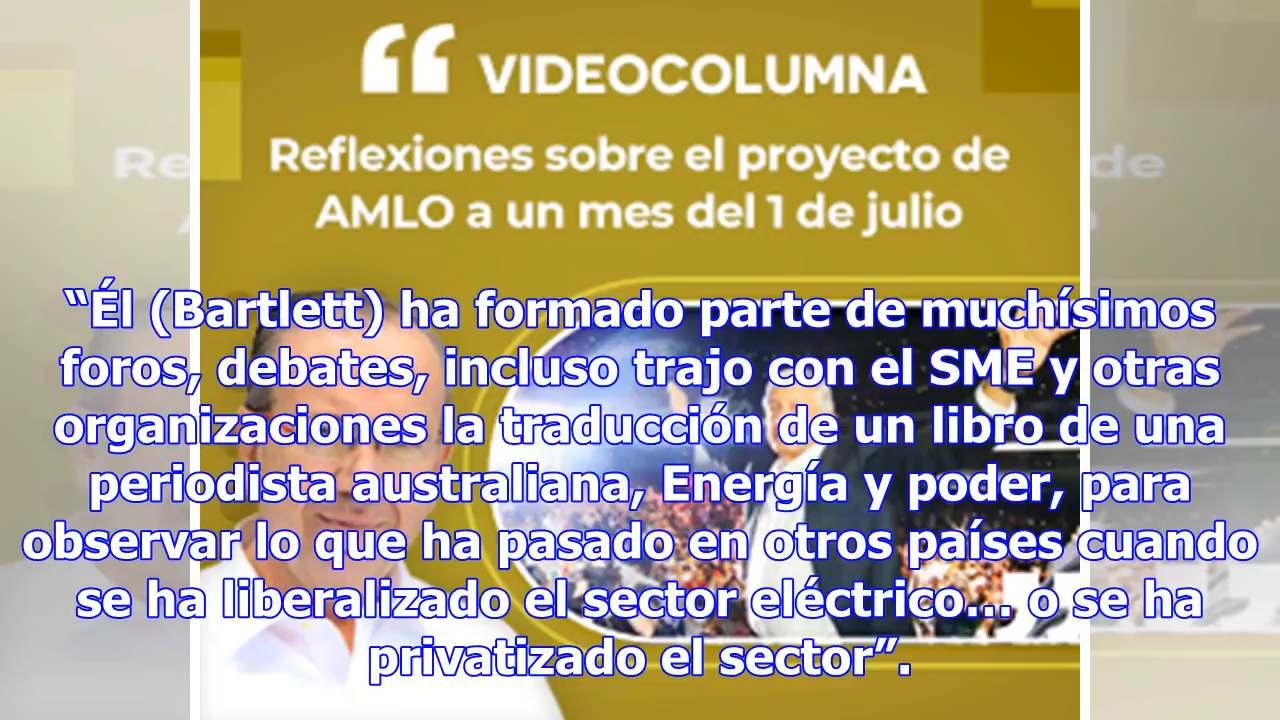 “ VIDEOCOLUMNA
Reflexiones sobre el proyecto de
AMLO a un mes del 1 de julio
“Él (Bartlett) ha formado parte de muchísimos
foros, debates, incluso trajo con el SME y otras
organizaciones la traducción de un libro de una
periodista australiana, Energía y poder, para
observar lo que ha pasado en otros países cuando
se ha liberalizado el sector eléctrico... o se ha
privatizado el sector”.
Re
de